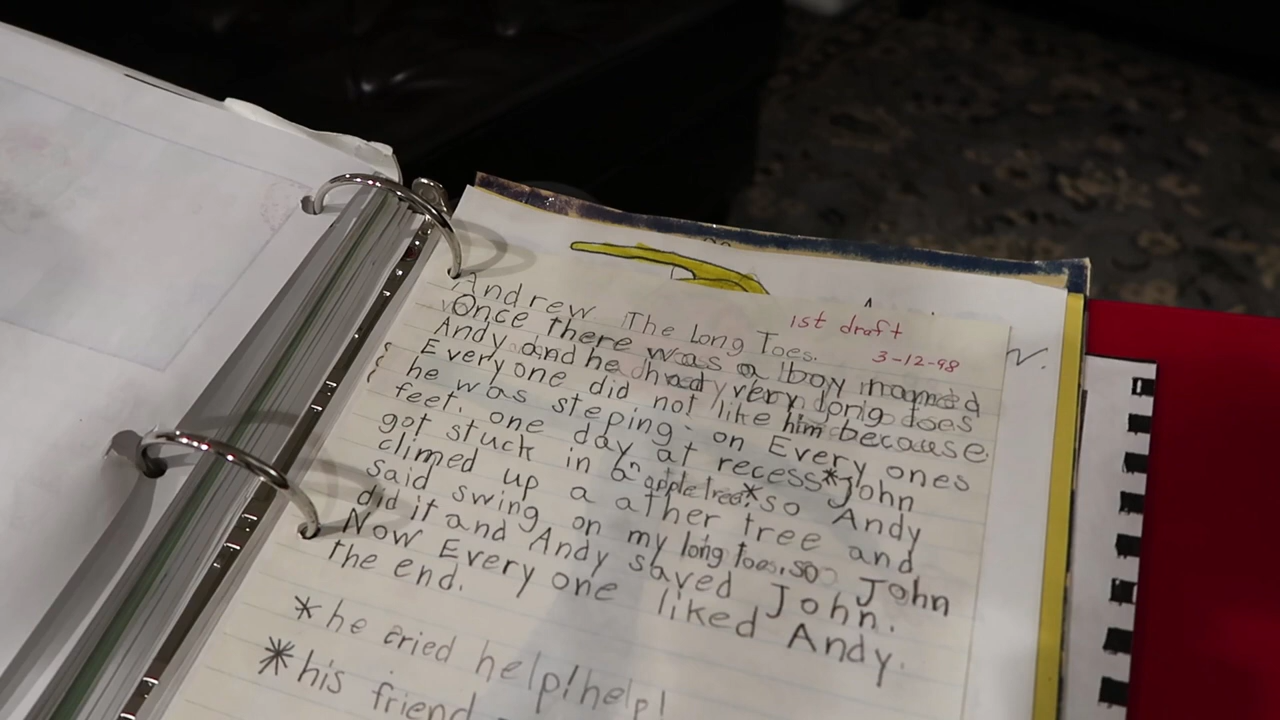 Andrew The Long Toes.
1st draft
3-12-98
Once there was a boy named
Andy and he had very long does
Every one did not like him because
he was steping on Every ones
feet. one day at recess *John
got stuck in an apple tree.* so Andy
climed up a ather tree and
said swing on my long toes, so John
did it and Andy saved John.
Now Every one liked Andy.
the end.
*he cried help! help!
*his friend